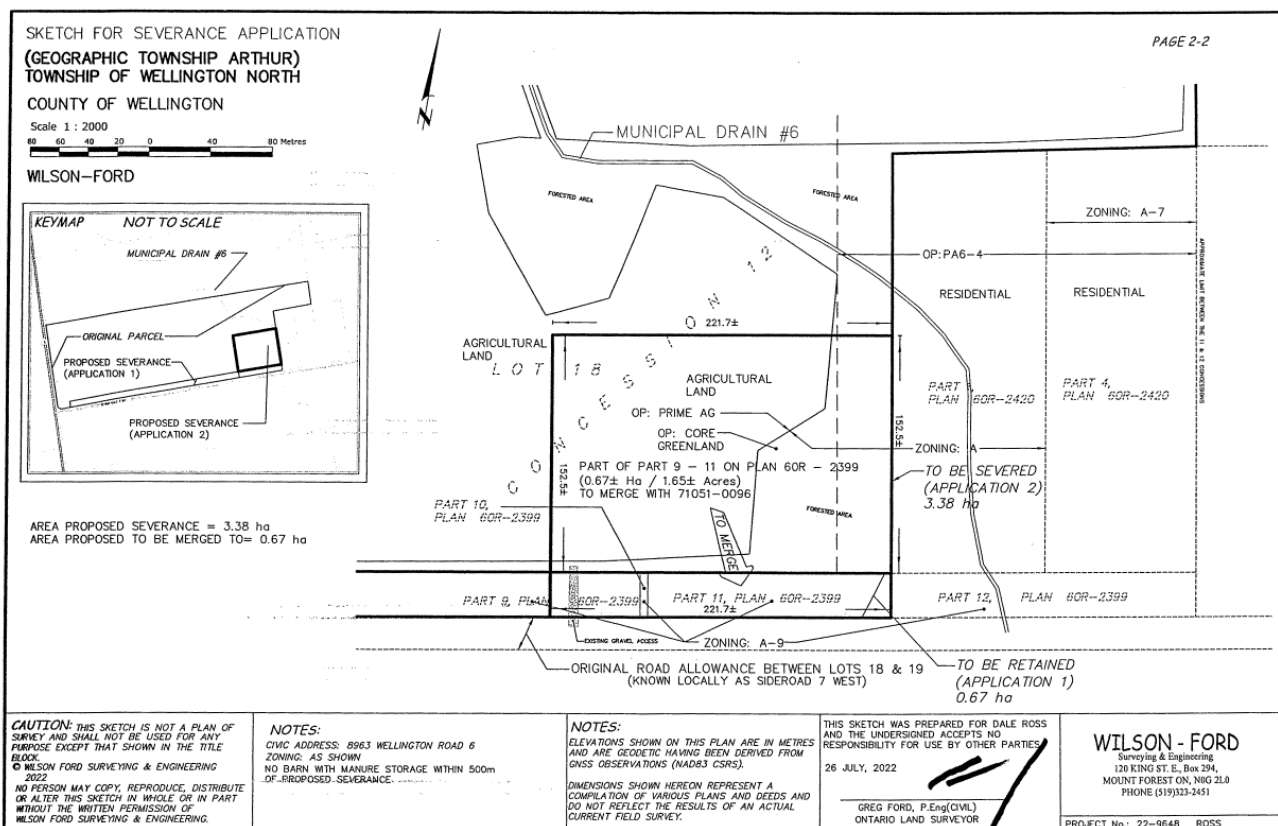 SKETCH FOR SEVERANCE APPLICATION
(GEOGRAPHIC TOWNSHIP ARTHUR)
TOWNSHIP OF WELLINGTON NORTH
COUNTY OF WELLINGTON
Scale 1 : 2000
80 60 40 20 0 40 80 Metres
WILSON-FORD
PAGE 2-2
KEYMAP NOT TO SCALE
MUNICIPAL DRAIN #6
ORIGINAL PARCEL
PROPOSED SEVERANCE
(APPLICATION 1)
PROPOSED SEVERANCE
(APPLICATION 2)
AREA PROPOSED SEVERANCE = 3.38 ha
AREA PROPOSED TO BE MERGED TO= 0.67 ha
MUNICIPAL DRAIN #6
FORESTED AREA
FORESTED AREA
ZONING: A-7
OP: PA6-4
RESIDENTIAL
RESIDENTIAL
APPROXIMATE LIMIT BETWEEN THE 11 & 12 CONCESSIONS
CONCESSION 12
221.7±
AGRICULTURAL
LAND
LOT 18
AGRICULTURAL
LAND
OP: PRIME AG
OP: CORE
GREENLAND
152.5±
152.5±
PART
PLAN 60R-2420
PART 4,
PLAN 60R-2420
ZONING: A
PART OF PART 9 - 11 ON PLAN 60R - 2399
(0.67± Ha / 1.65± Acres)
TO MERGE WITH 71051-0096
TO BE SEVERED
(APPLICATION 2)
3.38 ha
PART 10,
PLAN 60R-2399
FORESTED AREA
TO MERGE
PART 9, PLAN 60R-2399
PART 11, PLAN 60R-2399
221.7±
PART 12, PLAN 60R-2399
EXISTING GRAVEL ACCESS
ZONING: A-9
ORIGINAL ROAD ALLOWANCE BETWEEN LOTS 18 & 19
(KNOWN LOCALLY AS SIDEROAD 7 WEST)
TO BE RETAINED
(APPLICATION 1)
0.67 ha
CAUTION: THIS SKETCH IS NOT A PLAN OF
SURVEY AND SHALL NOT BE USED FOR ANY
PURPOSE EXCEPT THAT SHOWN IN THE TITLE
BLOCK.
© WILSON FORD SURVEYING & ENGINEERING
2022
NO PERSON MAY COPY, REPRODUCE, DISTRIBUTE
OR ALTER THIS SKETCH IN WHOLE OR IN PART
WITHOUT THE WRITTEN PERMISSION OF
WILSON FORD SURVEYING & ENGINEERING.
NOTES:
CIVIC ADDRESS: 8963 WELLINGTON ROAD 6
ZONING: AS SHOWN
NO BARN WITH MANURE STORAGE WITHIN 500m
OF PROPOSED SEVERANCE
NOTES:
ELEVATIONS SHOWN ON THIS PLAN ARE IN METRES
AND ARE GEODETIC HAVING BEEN DERIVED FROM
GNSS OBSERVATIONS (NAD83 CSRS).
DIMENSIONS SHOWN HEREON REPRESENT A
COMPILATION OF VARIOUS PLANS AND DEEDS AND
DO NOT REFLECT THE RESULTS OF AN ACTUAL
CURRENT FIELD SURVEY.
THIS SKETCH WAS PREPARED FOR DALE ROSS
AND THE UNDERSIGNED ACCEPTS NO
RESPONSIBILITY FOR USE BY OTHER PARTIES
26 JULY, 2022
GREG FORD, P.Eng(CIVIL)
ONTARIO LAND SURVEYOR
WILSON - FORD
Surveying & Engineering
120 KING ST. E., Box 294,
MOUNT FOREST ON, N0G 2L0
PHONE (519)323-2451
PROJECT No: 22-9648 ROSS